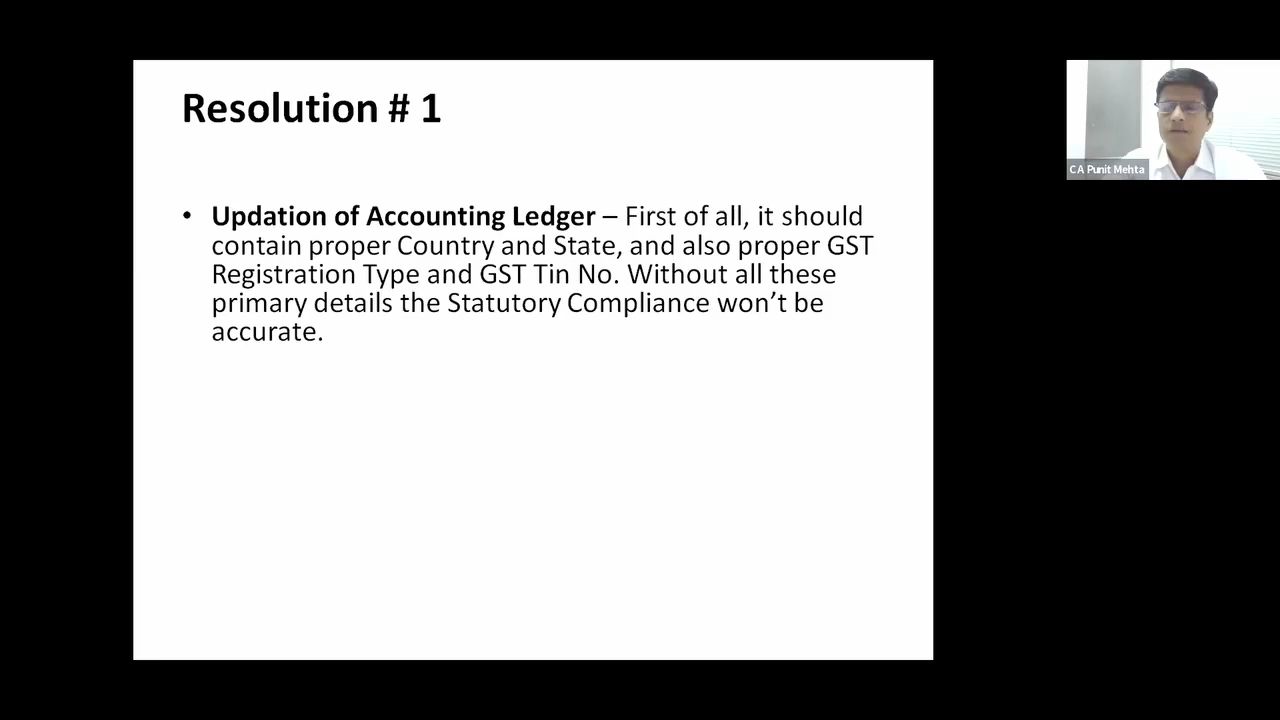 Resolution # 1
• Updation of Accounting Ledger – First of all, it should
contain proper Country and State, and also proper GST
Registration Type and GST Tin No. Without all these
primary details the Statutory Compliance won’t be
accurate.
CA Punit Mehta